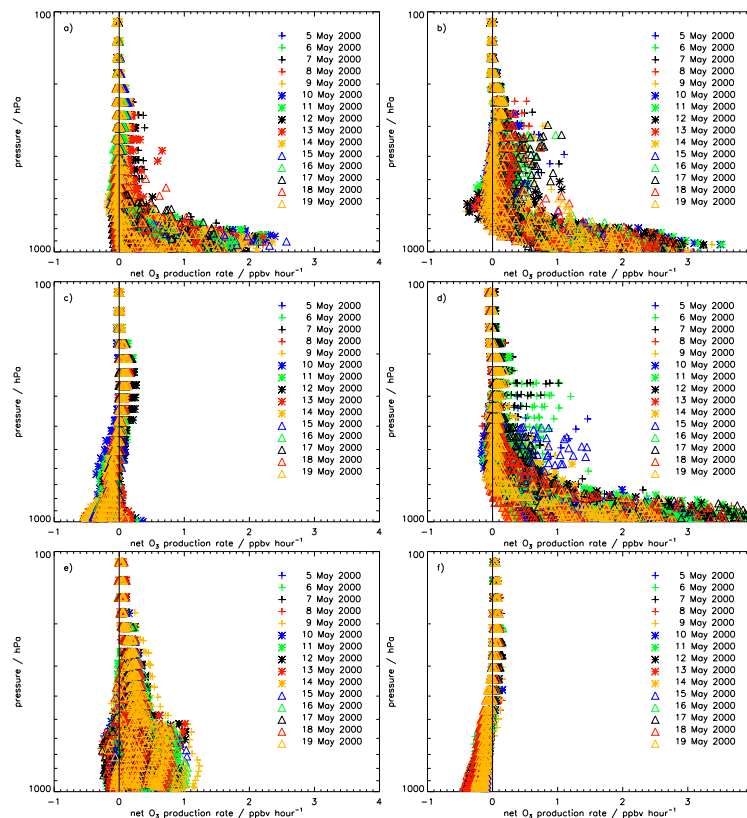 100
a)
+ 5 May 2000
+ 6 May 2000
+ 7 May 2000
+ 8 May 2000
+ 9 May 2000
10 May 2000
11 May 2000
12 May 2000
13 May 2000
14 May 2000
15 May 2000
16 May 2000
17 May 2000
18 May 2000
19 May 2000
pressure / hPa
1000
-1 0 1 2 3 4
net O₃ production rate / ppbv hour⁻¹
100
b)
+ 5 May 2000
+ 6 May 2000
+ 7 May 2000
+ 8 May 2000
+ 9 May 2000
10 May 2000
11 May 2000
12 May 2000
13 May 2000
14 May 2000
15 May 2000
16 May 2000
17 May 2000
18 May 2000
19 May 2000
pressure / hPa
1000
-1 0 1 2 3
net O₃ production rate / ppbv hour⁻¹
100
c)
+ 5 May 2000
+ 6 May 2000
+ 7 May 2000
+ 8 May 2000
+ 9 May 2000
10 May 2000
11 May 2000
12 May 2000
13 May 2000
14 May 2000
15 May 2000
16 May 2000
17 May 2000
18 May 2000
19 May 2000
pressure / hPa
1000
-1 0 1 2 3 4
net O₃ production rate / ppbv hour⁻¹
100
d)
+ 5 May 2000
+ 6 May 2000
+ 7 May 2000
+ 8 May 2000
+ 9 May 2000
10 May 2000
11 May 2000
12 May 2000
13 May 2000
14 May 2000
15 May 2000
16 May 2000
17 May 2000
18 May 2000
19 May 2000
pressure / hPa
1000
-1 0 1 2 3
net O₃ production rate / ppbv hour⁻¹
100
e)
+ 5 May 2000
+ 6 May 2000
+ 7 May 2000
+ 8 May 2000
+ 9 May 2000
10 May 2000
11 May 2000
12 May 2000
13 May 2000
14 May 2000
15 May 2000
16 May 2000
17 May 2000
18 May 2000
19 May 2000
pressure / hPa
1000
-1 0 1 2 3 4
net O₃ production rate / ppbv hour⁻¹
100
f)
+ 5 May 2000
+ 6 May 2000
+ 7 May 2000
+ 8 May 2000
+ 9 May 2000
10 May 2000
11 May 2000
12 May 2000
13 May 2000
14 May 2000
15 May 2000
16 May 2000
17 May 2000
18 May 2000
19 May 2000
pressure / hPa
1000
-1 0 1 2 3
net O₃ production rate / ppbv hour⁻¹